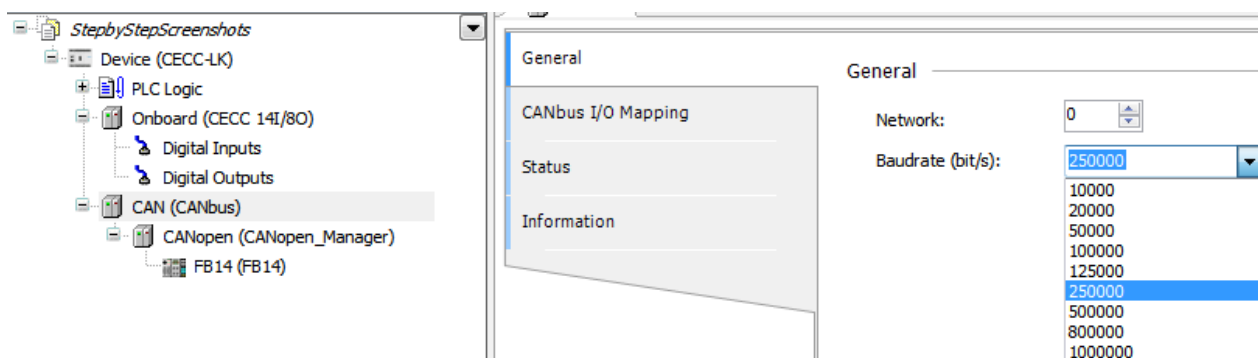 StepbyStepScreenshots
Device (CECC-LK)
PLC Logic
Onboard (CECC 14I/8O)
Digital Inputs
Digital Outputs
CAN (CANbus)
CANopen (CANopen_Manager)
FB14 (FB14)
General
CANbus I/O Mapping
Status
Information
General
Network:
0
Baudrate (bit/s):
250000
10000
20000
50000
100000
125000
250000
500000
800000
1000000